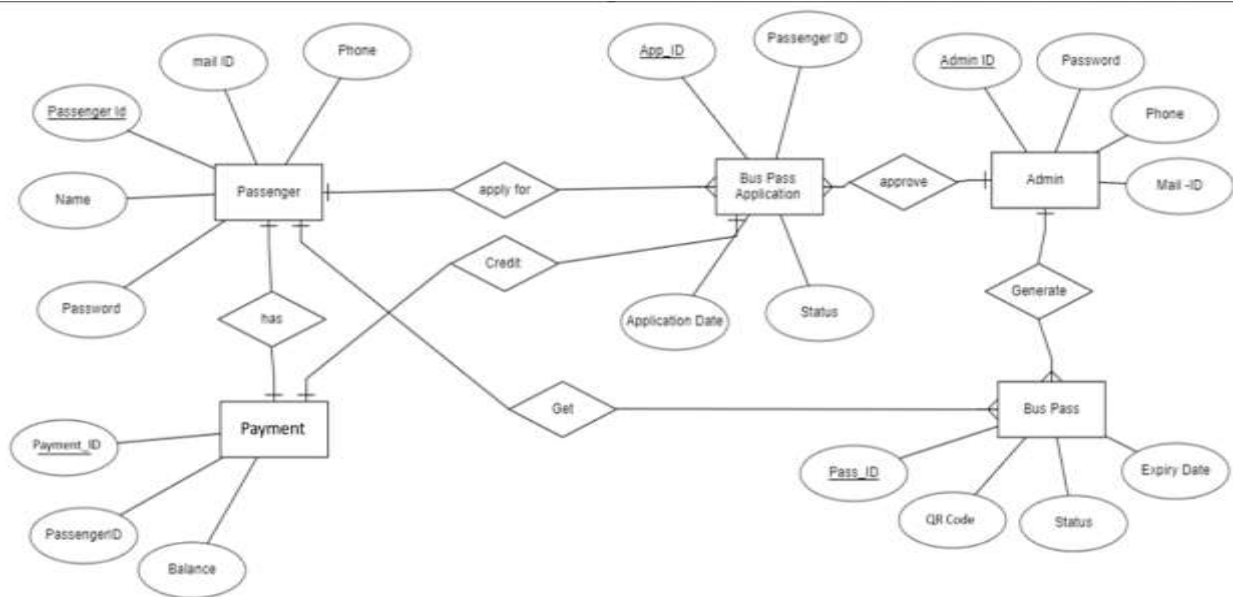 mail ID
Phone
App_ID
Passenger ID
Admin ID
Password
Passenger Id
Phone
Passenger
apply for
Bus Pass
Application
approve
Admin
Mail -ID
Name
Credit
Generate
Password
has
Application Date
Status
Payment
Get
Bus Pass
Payment_ID
Pass_ID
Expiry Date
PassengerID
QR Code
Status
Balance